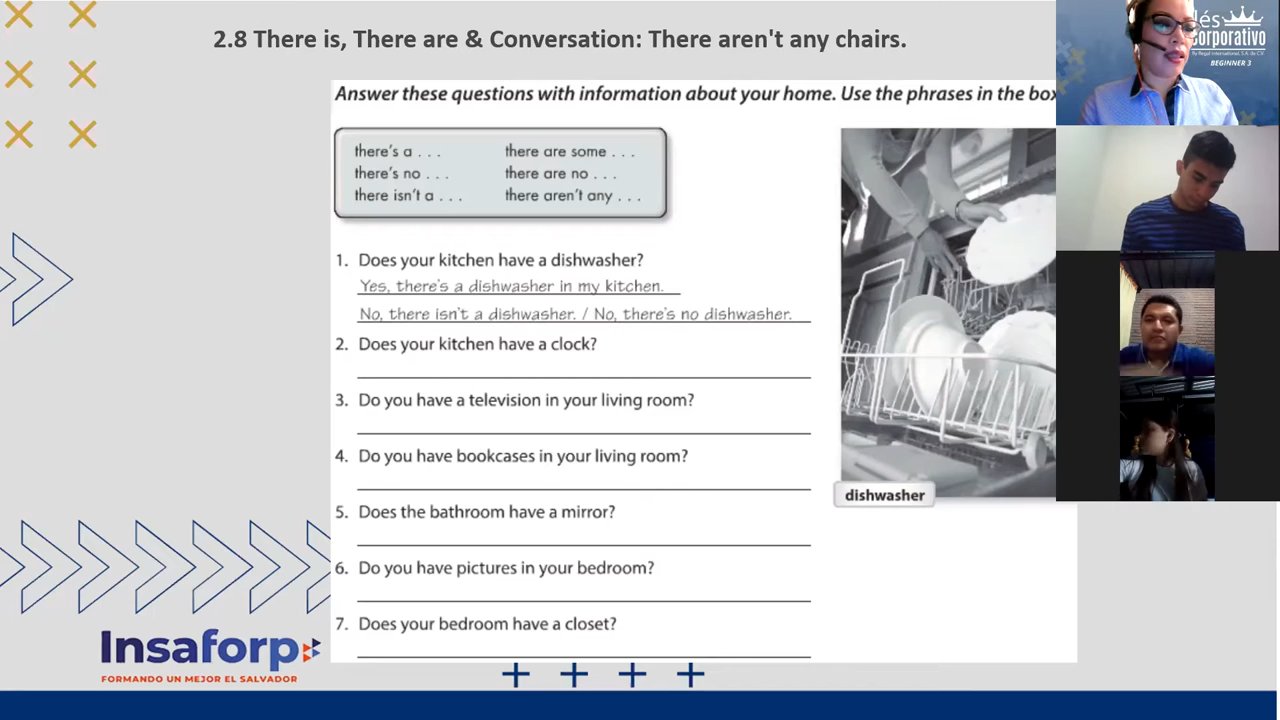 2.8 There is, There are & Conversation: There aren't any chairs.
Answer these questions with information about your home. Use the phrases in the box
there's a . . .
there's no . . .
there isn't a . . .
there are some . . .
there are no . . .
there aren't any . . .
1. Does your kitchen have a dishwasher?
Yes, there's a dishwasher in my kitchen.
No, there isn't a dishwasher. / No, there's no dishwasher.
2. Does your kitchen have a clock?
3. Do you have a television in your living room?
4. Do you have bookcases in your living room?
5. Does the bathroom have a mirror?
6. Do you have pictures in your bedroom?
7. Does your bedroom have a closet?
dishwasher
Insaforp
FORMANDO UN MEJOR EL SALVADOR
lés
orporativo
BEGINNER 3